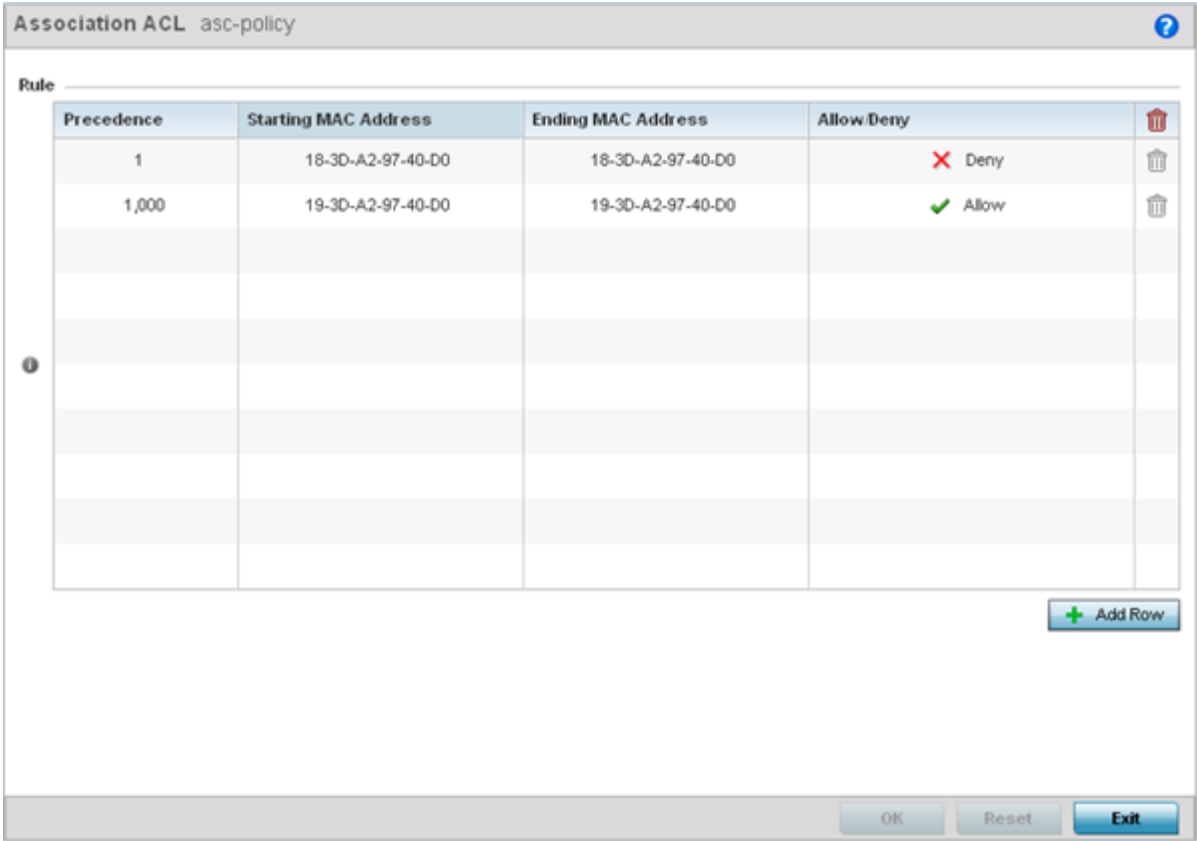 Association ACL asc-policy
Rule
Precedence Starting MAC Address Ending MAC Address Allow/Deny
1 18-3D-A2-97-40-D0 18-3D-A2-97-40-D0 Deny
1,000 19-3D-A2-97-40-D0 19-3D-A2-97-40-D0 Allow
Add Row
OK Reset Exit